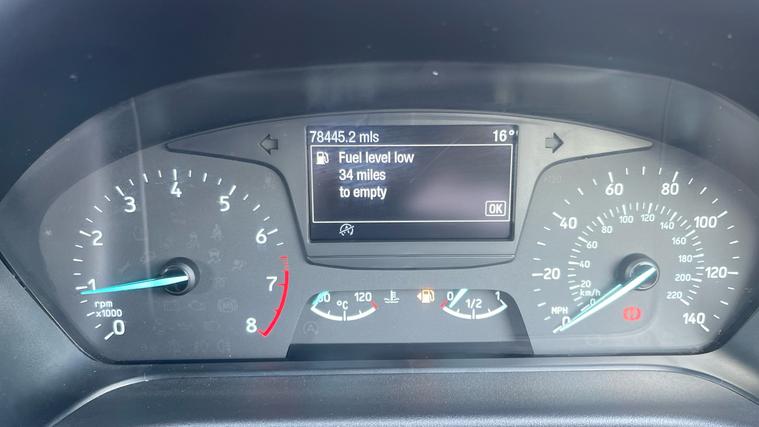 78445.2 mls 16°
Fuel level low
34 miles
to empty
OK
0 1 2 3 4 5 6 7 8
rpm
x1000
60 °C 120
0 1/2 1
0 20 40 60 80 100 120 140
MPH
0 20 40 60 80 100 120 140 160 180 200 220
km/h